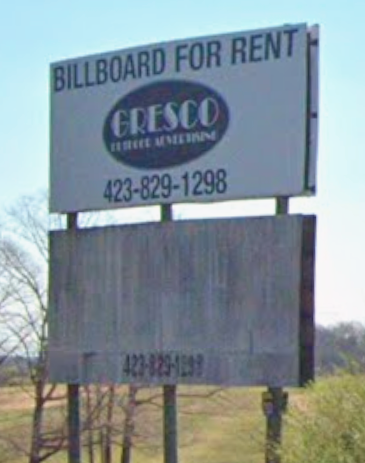 BILLBOARD FOR RENT
CRESCO
OUTDOOR ADVERTISING
423-829-1298
423-829-1298